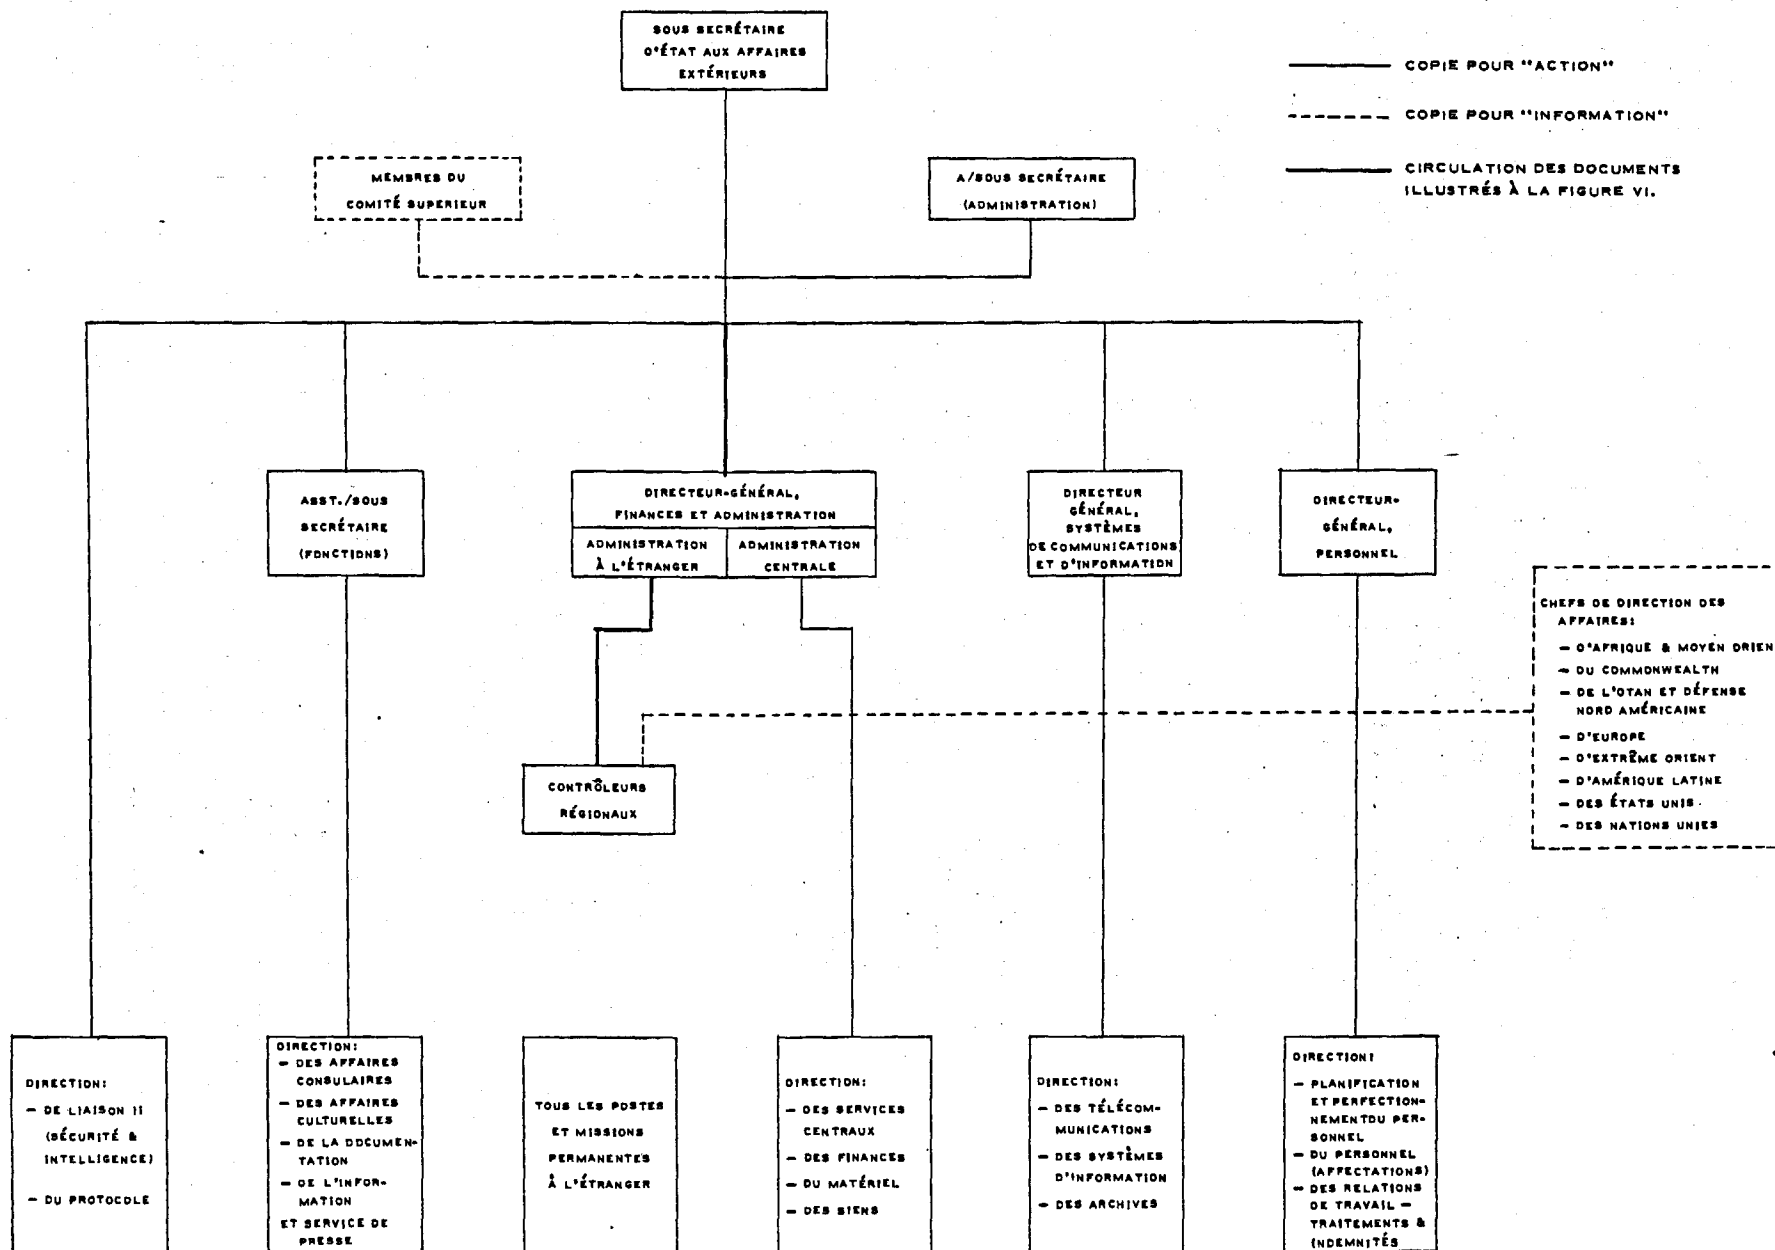 SOUS SECRÉTAIRE
D'ÉTAT AUX AFFAIRES
EXTÉRIEURS
COPIE POUR "ACTION"
COPIE POUR "INFORMATION"
CIRCULATION DES DOCUMENTS
ILLUSTRÉS À LA FIGURE VI.
MEMBRES DU
COMITÉ SUPERIEUR
A/SOUS SECRÉTAIRE
(ADMINISTRATION)
ASST./SOUS
SECRÉTAIRE
(FONCTIONS)
DIRECTEUR-GÉNÉRAL,
FINANCES ET ADMINISTRATION
ADMINISTRATION
À L'ÉTRANGER
ADMINISTRATION
CENTRALE
DIRECTEUR
GÉNÉRAL,
SYSTÈMES
DE COMMUNICATIONS
ET D'INFORMATION
DIRECTEUR-
GÉNÉRAL,
PERSONNEL
CHEFS DE DIRECTION DES
AFFAIRES:
- D'AFRIQUE & MOYEN ORIEN
- DU COMMONWEALTH
- DE L'OTAN ET DÉFENSE
NORD AMÉRICAINE
- D'EUROPE
- D'EXTRÊME ORIENT
- D'AMÉRIQUE LATINE
- DES ÉTATS UNIS
- DES NATIONS UNIES
CONTRÔLEURS
RÉGIONAUX
DIRECTION:
- DE LIAISON II
(SÉCURITÉ &
INTELLIGENCE)
- DU PROTOCOLE
DIRECTION:
- DES AFFAIRES
CONSULAIRES
- DES AFFAIRES
CULTURELLES
- DE LA DOCUMEN-
TATION
- DE L'INFOR-
MATION
ET SERVICE DE
PRESSE
TOUS LES POSTES
ET MISSIONS
PERMANENTES
À L'ÉTRANGER
DIRECTION:
- DES SERVICES
CENTRAUX
- DES FINANCES
- DU MATÉRIEL
- DES BIENS
DIRECTION:
- DES TÉLÉCOM-
MUNICATIONS
- DES SYSTÈMES
D'INFORMATION
- DES ARCHIVES
DIRECTION:
- PLANIFICATION
ET PERFECTION-
NEMENTDU PER-
SONNEL
- DU PERSONNEL
(AFFECTATIONS)
- DES RELATIONS
DE TRAVAIL -
TRAITEMENTS &
INDEMNITÉS